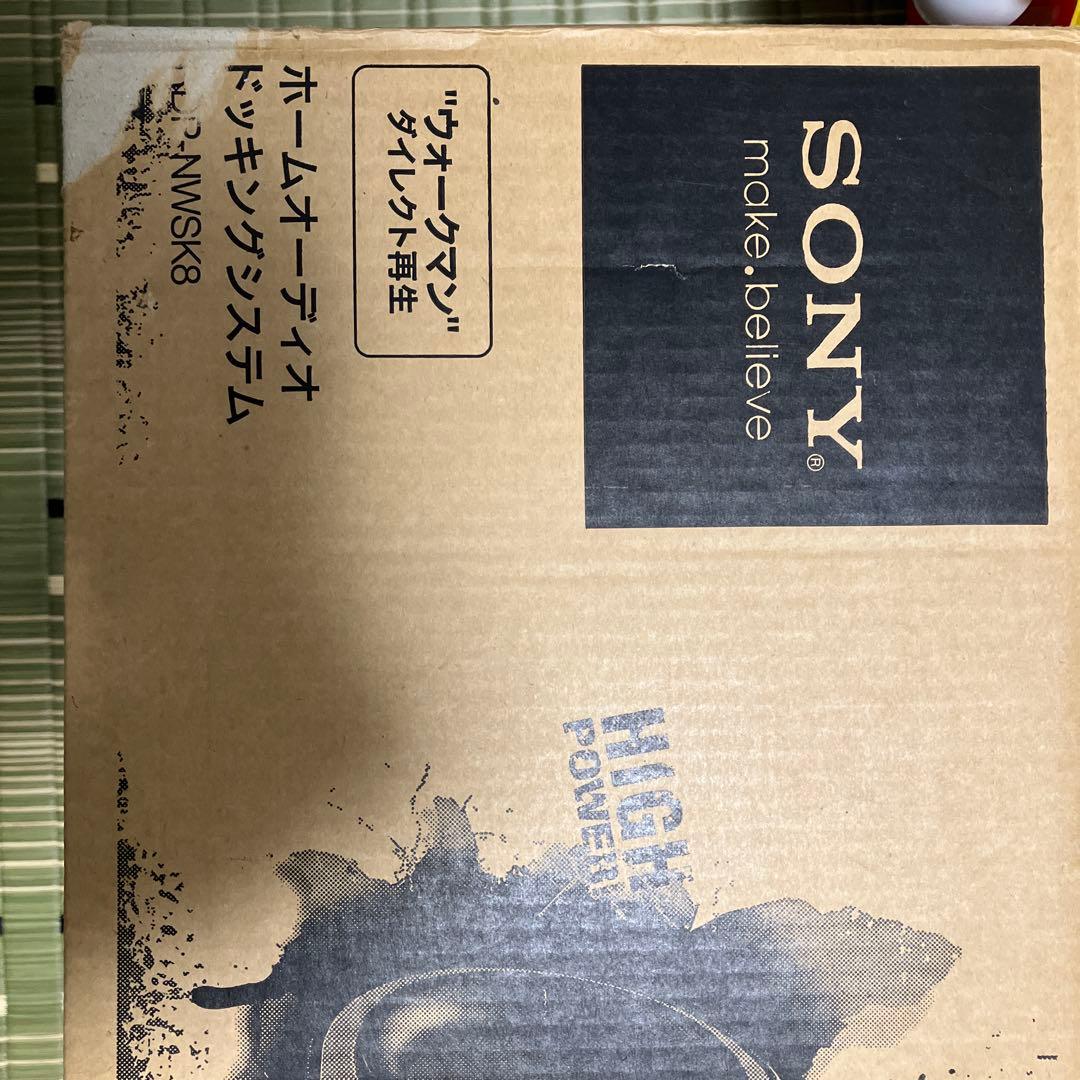 SONY®
make.believe
"ウォークマン"
ダイレクト再生
ホームオーディオ
ドッキングシステム
DP-NWSK8
HIGH
POWER